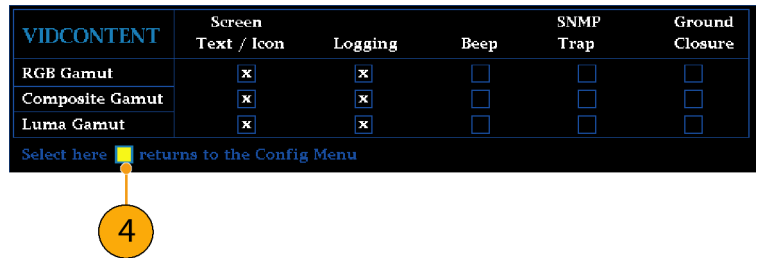 VIDCONTENT Screen Text / Icon Logging Beep SNMP Trap Ground Closure
RGB Gamut x x
Composite Gamut x x
Luma Gamut x x
Select here returns to the Config Menu
4